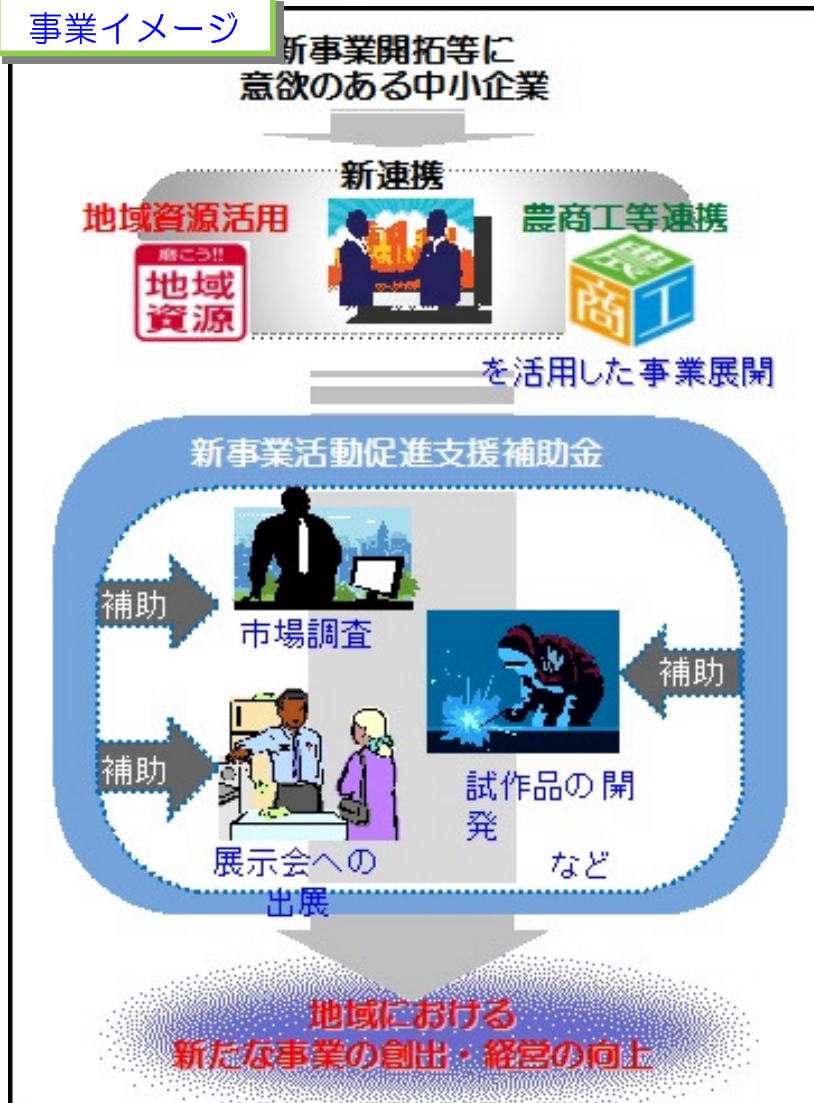 事業イメージ
新事業開拓等に
意欲のある中小企業
新連携
地域資源活用
農商工等連携
磨こう!!
地域
資源
農
商工
を活用した事業展開
新事業活動促進支援補助金
補助
市場調査
補助
試作品の開
発
など
補助
展示会への
出展
地域における
新たな事業の創出・経営の向上